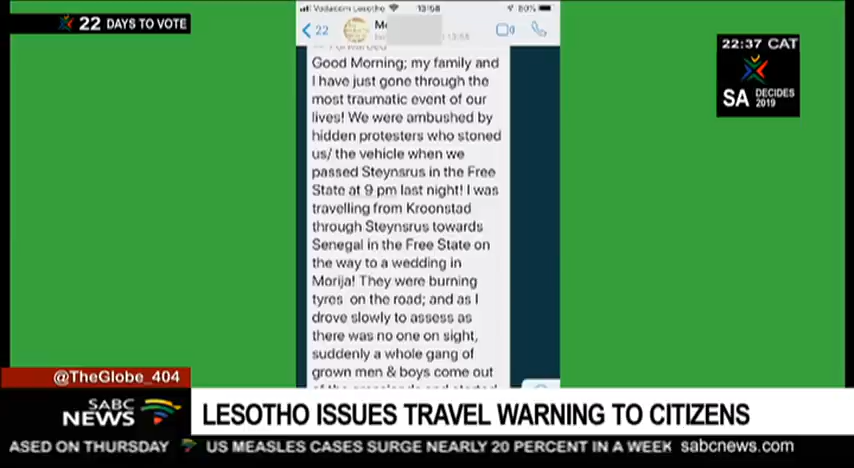 22 DAYS TO VOTE
Vodacom Lesotho 13:58 80%
22
22:37 CAT
SA DECIDES 2019
Good Morning; my family and
I have just gone through the
most traumatic event of our
lives! We were ambushed by
hidden protesters who stoned
us/ the vehicle when we
passed Steynsrus in the Free
State at 9 pm last night! I was
travelling from Kroonstad
through Steynsrus towards
Senegal in the Free State on
the way to a wedding in
Morija! They were burning
tyres on the road; and as I
drove slowly to assess as
there was no one on sight,
suddenly a whole gang of
grown men & boys come out
@TheGlobe_404
SABC NEWS
LESOTHO ISSUES TRAVEL WARNING TO CITIZENS
ASED ON THURSDAY US MEASLES CASES SURGE NEARLY 20 PERCENT IN A WEEK sabcnews.com